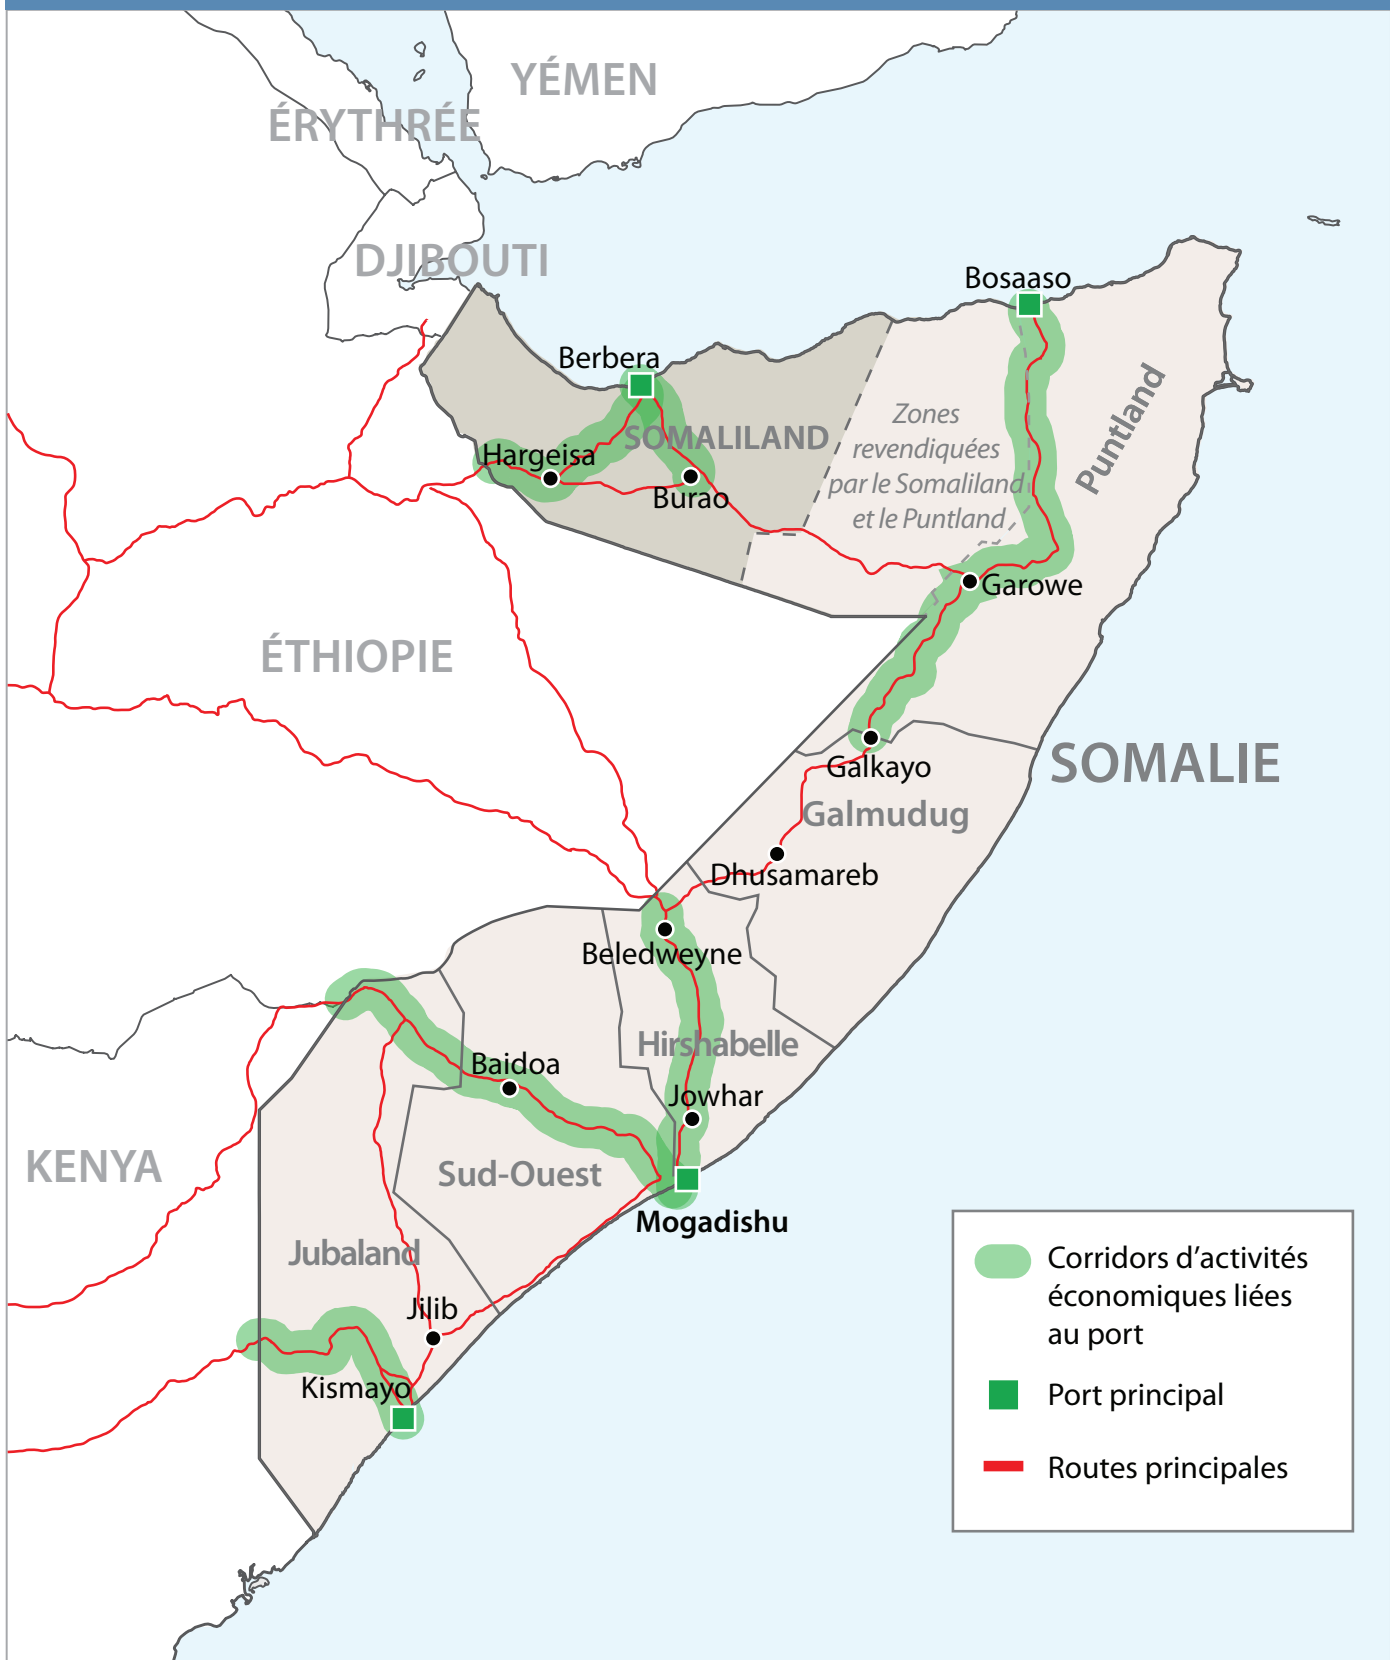 YÉMEN
ÉRYTHRÉE
DJIBOUTI
Bosaaso
Berbera
Puntland
Zones
revendiquées
par le Somaliland
et le Puntland
SOMALILAND
Hargeisa
Burao
Garowe
ÉTHIOPIE
SOMALIE
Galkayo
Galmudug
Dhusamareb
Beledweyne
Hirshabelle
Baidoa
Jowhar
KENYA
Sud-Ouest
Mogadishu
Jubaland
Jilib
Kismayo
Corridors d’activités
économiques liées
au port
Port principal
Routes principales